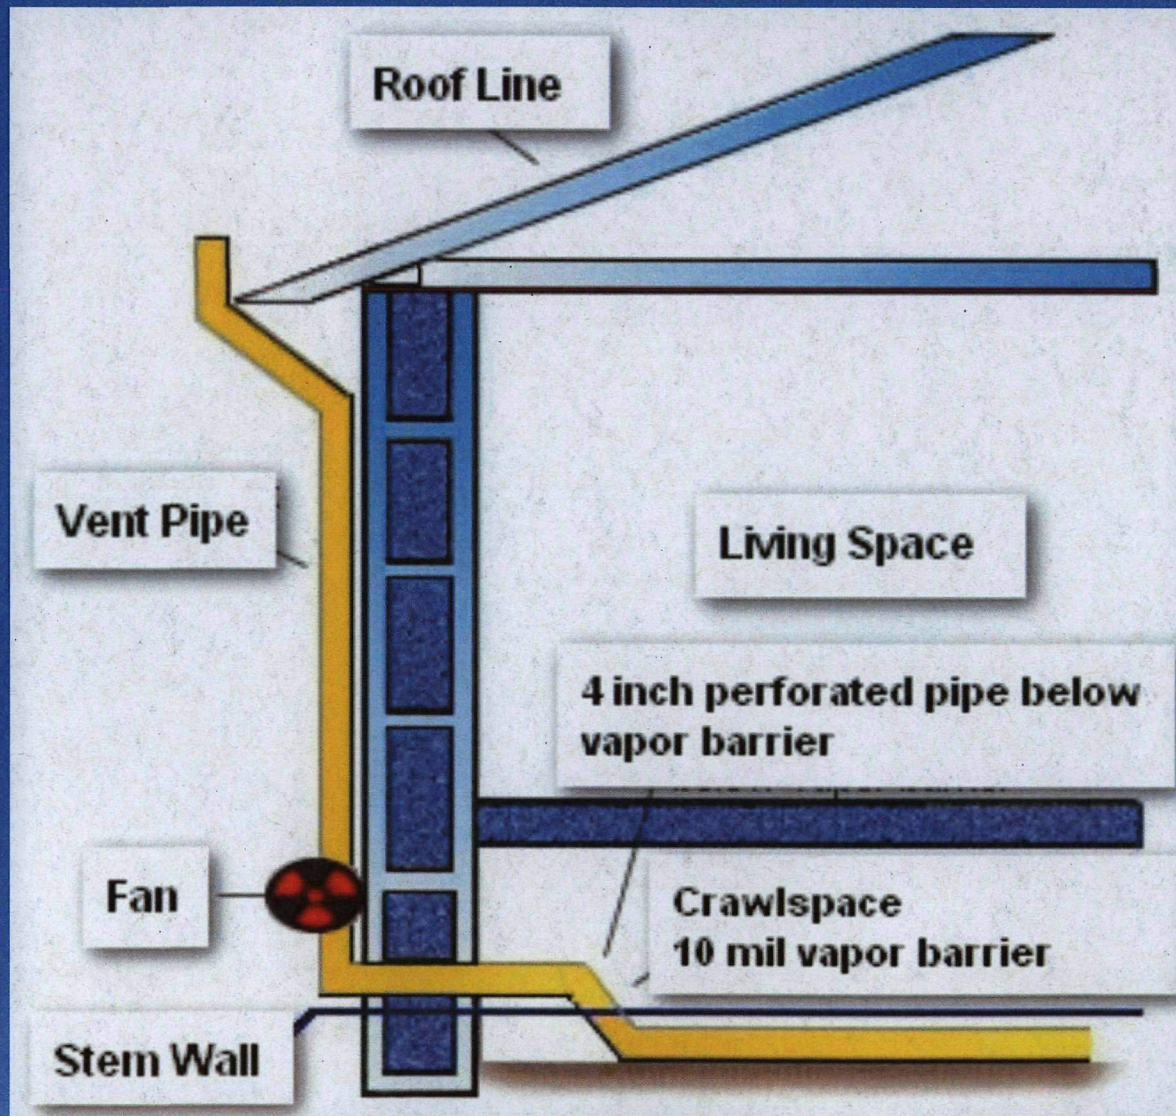 Roof Line
Vent Pipe
Living Space
4 inch perforated pipe below
vapor barrier
Fan
Crawlspace
10 mil vapor barrier
Stem Wall